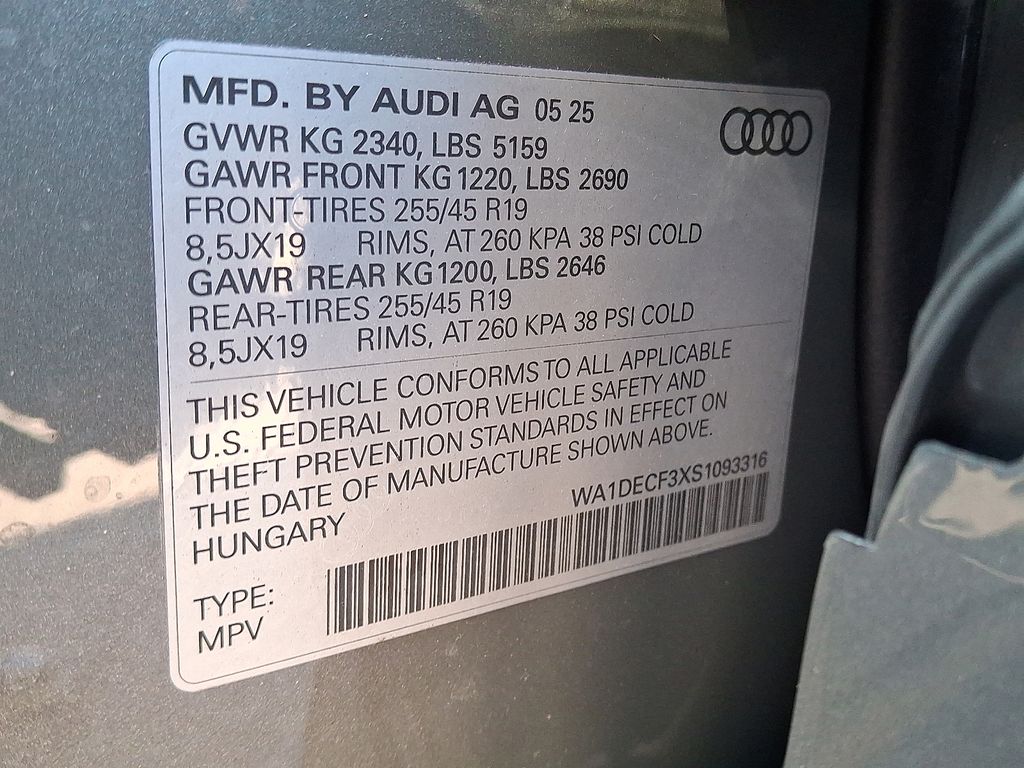 MFD. BY AUDI AG 05 25
GVWR KG 2340, LBS 5159
GAWR FRONT KG 1220, LBS 2690
FRONT-TIRES 255/45 R19
8,5JX19 RIMS, AT 260 KPA 38 PSI COLD
GAWR REAR KG 1200, LBS 2646
REAR-TIRES 255/45 R19
8,5JX19 RIMS, AT 260 KPA 38 PSI COLD
THIS VEHICLE CONFORMS TO ALL APPLICABLE
U.S. FEDERAL MOTOR VEHICLE SAFETY AND
THEFT PREVENTION STANDARDS IN EFFECT ON
THE DATE OF MANUFACTURE SHOWN ABOVE.
HUNGARY
WA1DECF3XS1093316
TYPE:
MPV